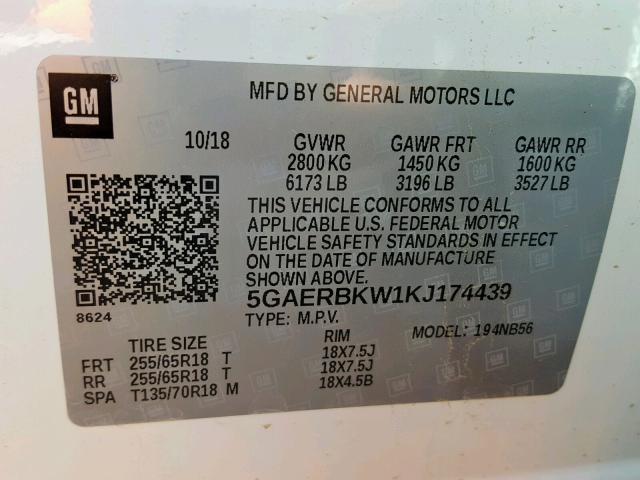 GM
MFD BY GENERAL MOTORS LLC
10/18 GVWR GAWR FRT GAWR RR
2800 KG 1450 KG 1600 KG
6173 LB 3196 LB 3527 LB
THIS VEHICLE CONFORMS TO ALL
APPLICABLE U.S. FEDERAL MOTOR
VEHICLE SAFETY STANDARDS IN EFFECT
ON THE DATE OF MANUFACTURE
SHOWN ABOVE.
8624
5GAERBKW1KJ174439
TYPE: M.P.V. MODEL: 194NB56
TIRE SIZE RIM
FRT 255/65R18 T 18X7.5J
RR 255/65R18 T 18X7.5J
SPA T135/70R18 M 18X4.5B